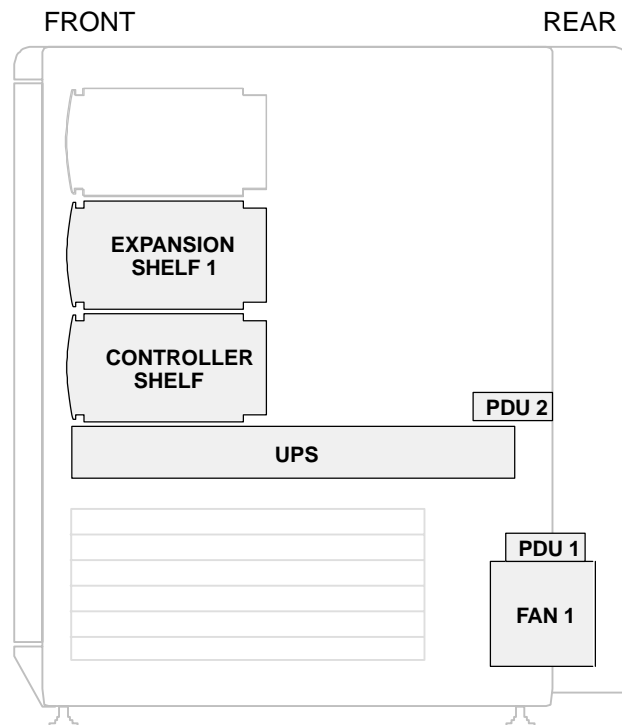 FRONT
REAR
EXPANSION
SHELF 1
CONTROLLER
SHELF
PDU 2
UPS
PDU 1
FAN 1